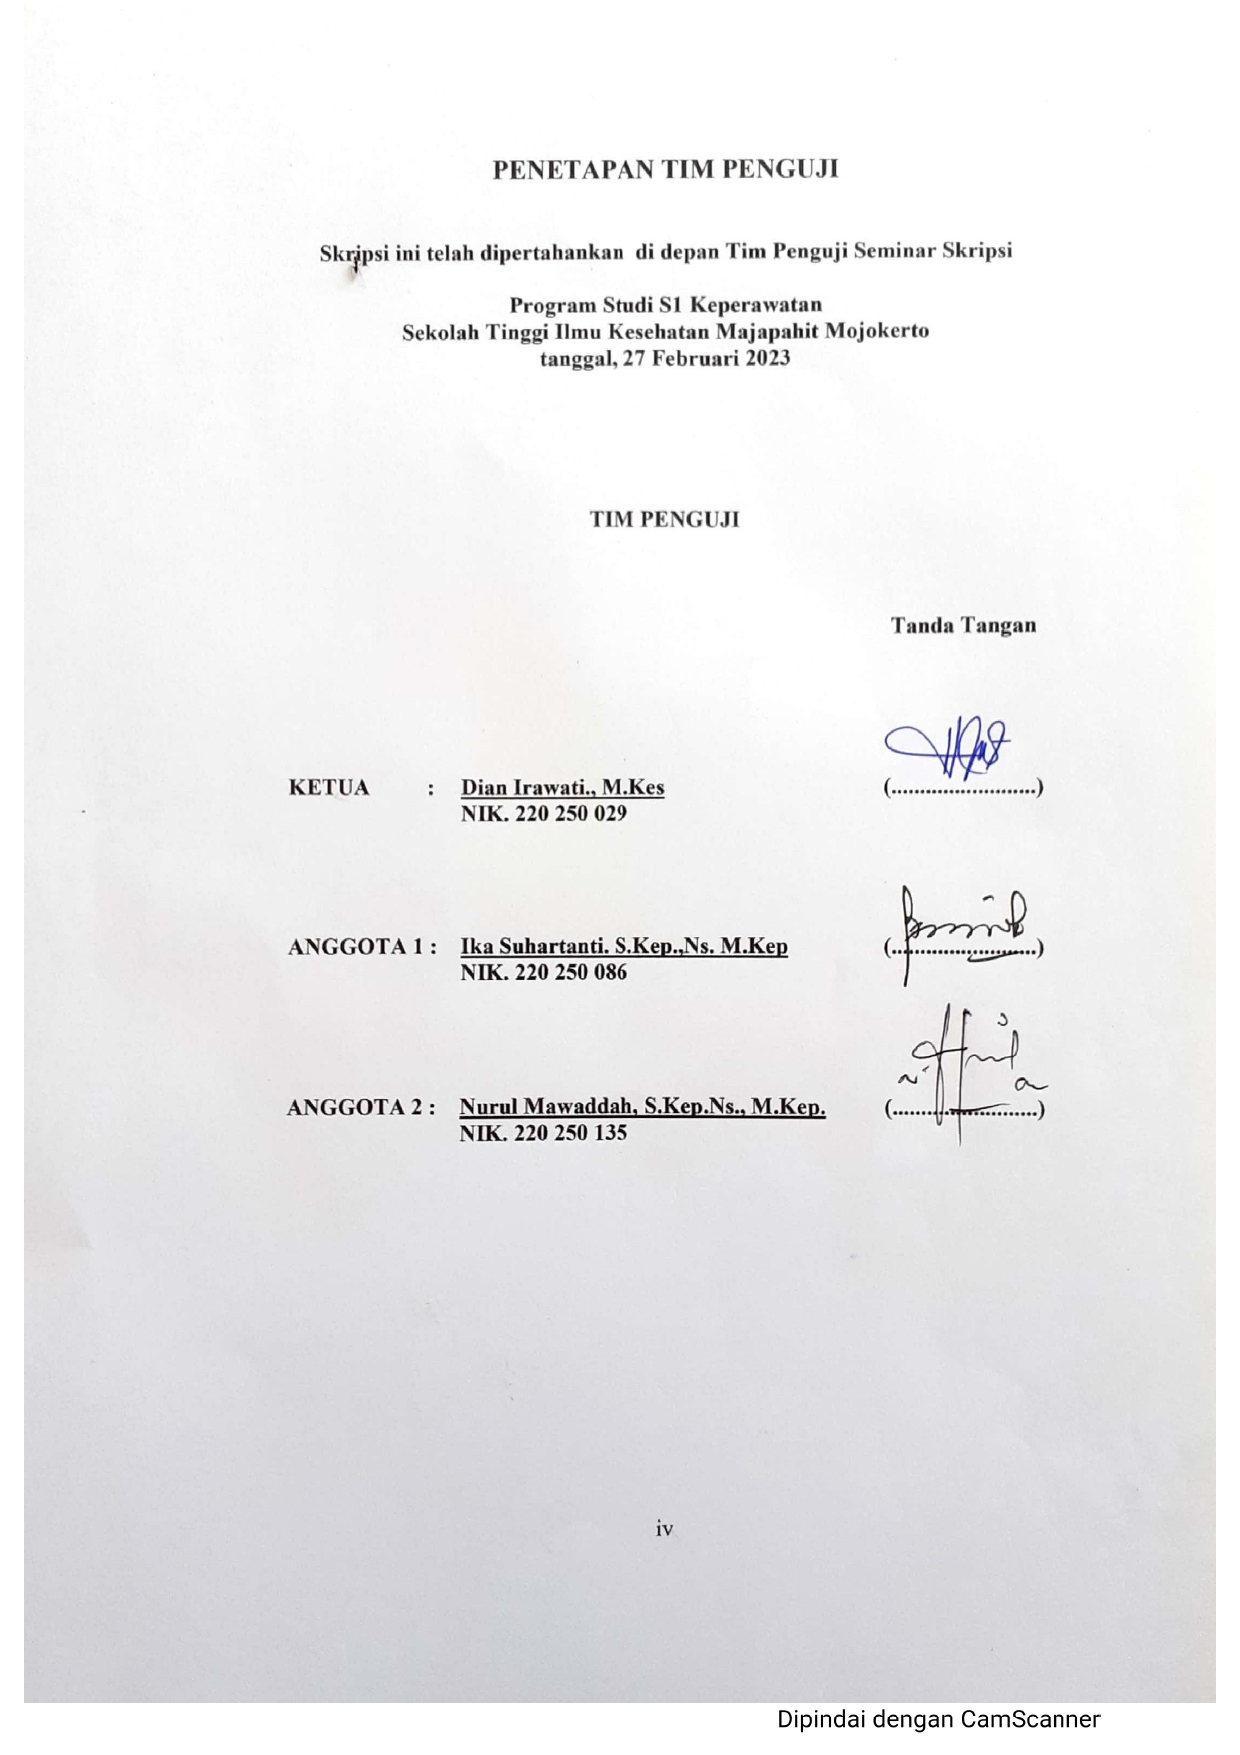 PENETAPAN TIM PENGUJI
Skripsi ini telah dipertahankan di depan Tim Penguji Seminar Skripsi
Program Studi S1 Keperawatan
Sekolah Tinggi Ilmu Kesehatan Majapahit Mojokerto
tanggal, 27 Februari 2023
TIM PENGUJI
Tanda Tangan
KETUA : Dian Irawati., M.Kes (.........................)
NIK. 220 250 029
ANGGOTA 1 : Ika Suhartanti. S.Kep.,Ns. M.Kep (.........................)
NIK. 220 250 086
ANGGOTA 2 : Nurul Mawaddah, S.Kep.Ns., M.Kep. (.........................)
NIK. 220 250 135
iv
Dipindai dengan CamScanner